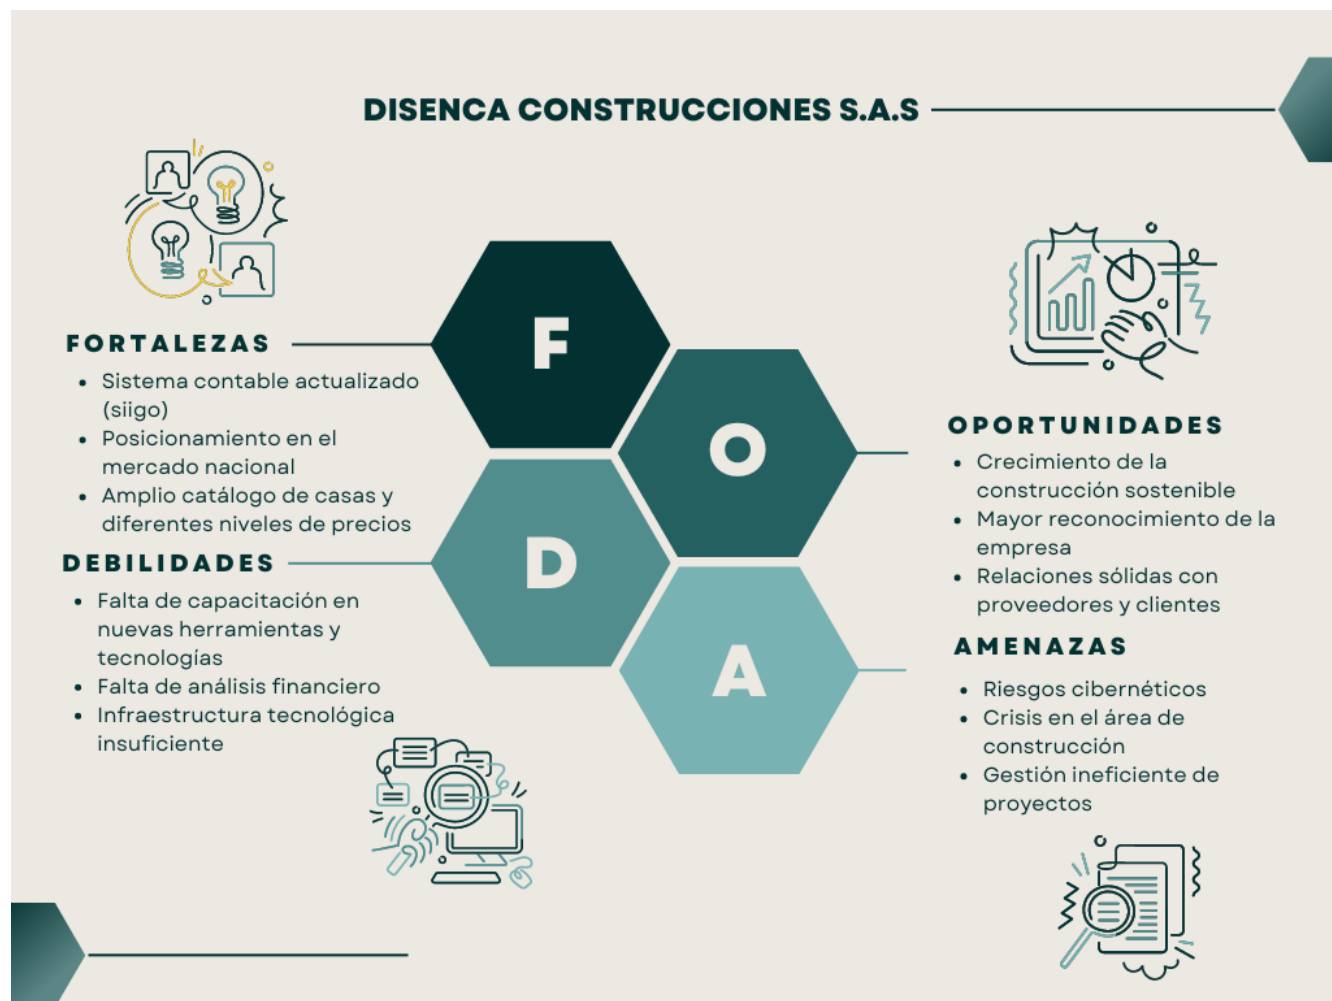 DISENCA CONSTRUCCIONES S.A.S
FORTALEZAS
• Sistema contable actualizado
(siigo)
• Posicionamiento en el
mercado nacional
• Amplio catálogo de casas y
diferentes niveles de precios
DEBILIDADES
• Falta de capacitación en
nuevas herramientas y
tecnologías
• Falta de análisis financiero
• Infraestructura tecnológica
insuficiente
F
O
D
A
OPORTUNIDADES
• Crecimiento de la
construcción sostenible
• Mayor reconocimiento de la
empresa
• Relaciones sólidas con
proveedores y clientes
AMENAZAS
• Riesgos cibernéticos
• Crisis en el área de
construcción
• Gestión ineficiente de
proyectos